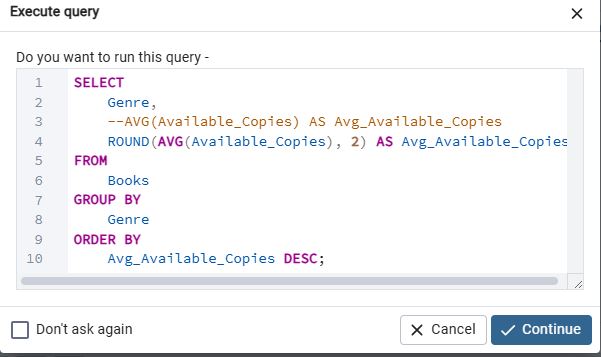 Execute query
Do you want to run this query -
1 SELECT
2 Genre,
3 --AVG(Available_Copies) AS Avg_Available_Copies
4 ROUND(AVG(Available_Copies), 2) AS Avg_Available_Copies
5 FROM
6 Books
7 GROUP BY
8 Genre
9 ORDER BY
10 Avg_Available_Copies DESC;
Don't ask again
Cancel
Continue